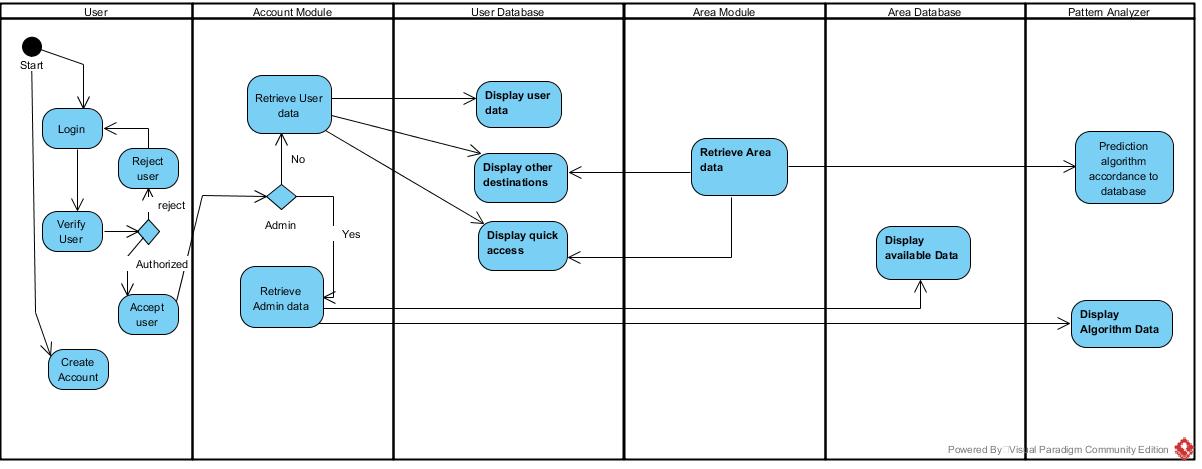 User
Account Module
User Database
Area Module
Area Database
Pattern Analyzer
Start
Login
Reject
user
reject
Verify
User
Authorized
Accept
user
Create
Account
Retrieve User
data
No
Admin
Yes
Retrieve
Admin data
Display user
data
Display other
destinations
Display quick
access
Retrieve Area
data
Display
available Data
Prediction
algorithm
accordance to
database
Display
Algorithm Data
Powered By Visual Paradigm Community Edition